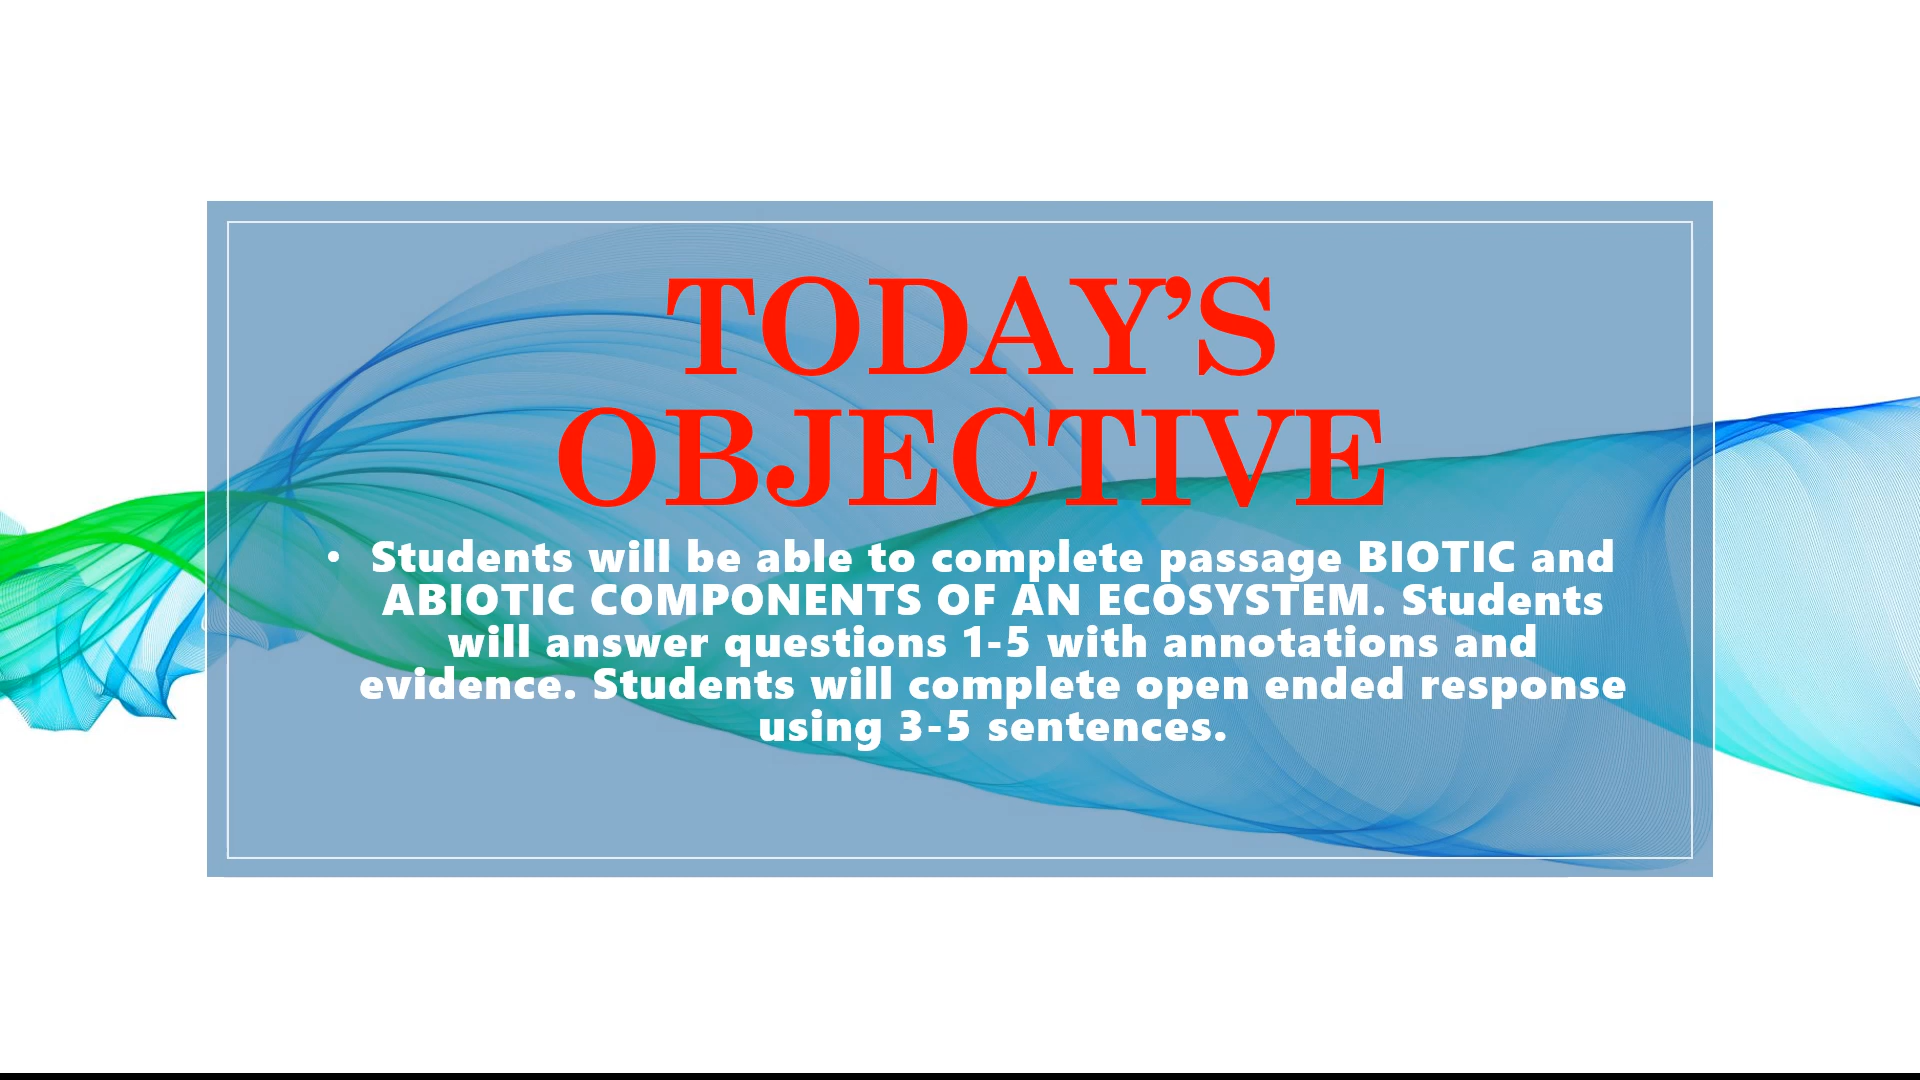 TODAY’S
OBJECTIVE
• Students will be able to complete passage BIOTIC and
ABIOTIC COMPONENTS OF AN ECOSYSTEM. Students
will answer questions 1-5 with annotations and
evidence. Students will complete open ended response
using 3-5 sentences.